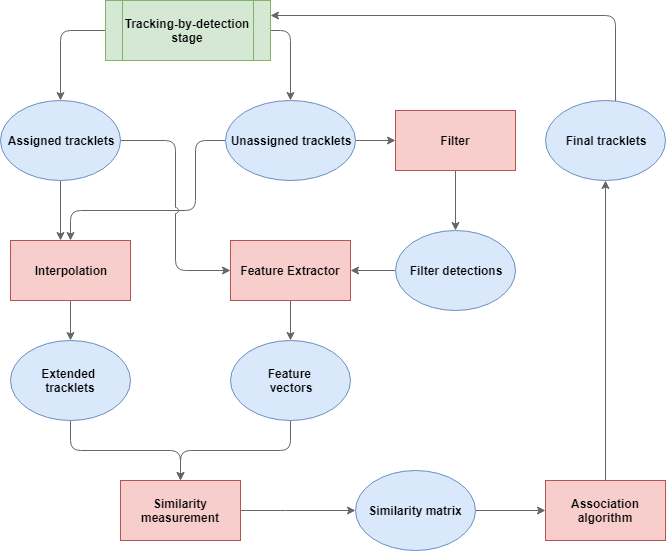 Tracking-by-detection
stage
Assigned tracklets
Unassigned tracklets
Filter
Final tracklets
Interpolation
Feature Extractor
Filter detections
Extended
tracklets
Feature
vectors
Similarity
measurement
Similarity matrix
Association
algorithm